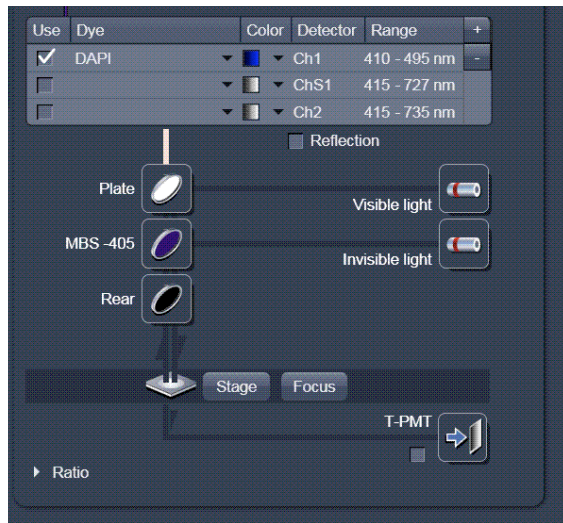 Use Dye Color Detector Range +
DAPI Ch1 410 - 495 nm -
ChS1 415 - 727 nm
Ch2 415 - 735 nm
Reflection
Plate
Visible light
MBS -405
Invisible light
Rear
Stage Focus
T-PMT
Ratio